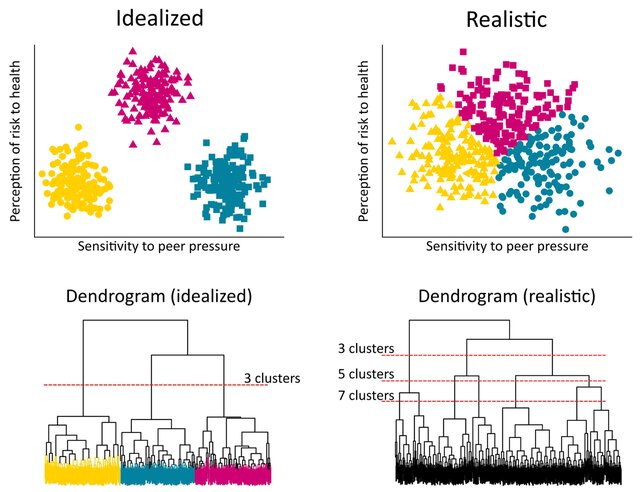 Idealized
Perception of risk to health
Sensitivity to peer pressure
Realistic
Perception of risk to health
Sensitivity to peer pressure
Dendrogram (idealized)
3 clusters
Dendrogram (realistic)
3 clusters
5 clusters
7 clusters